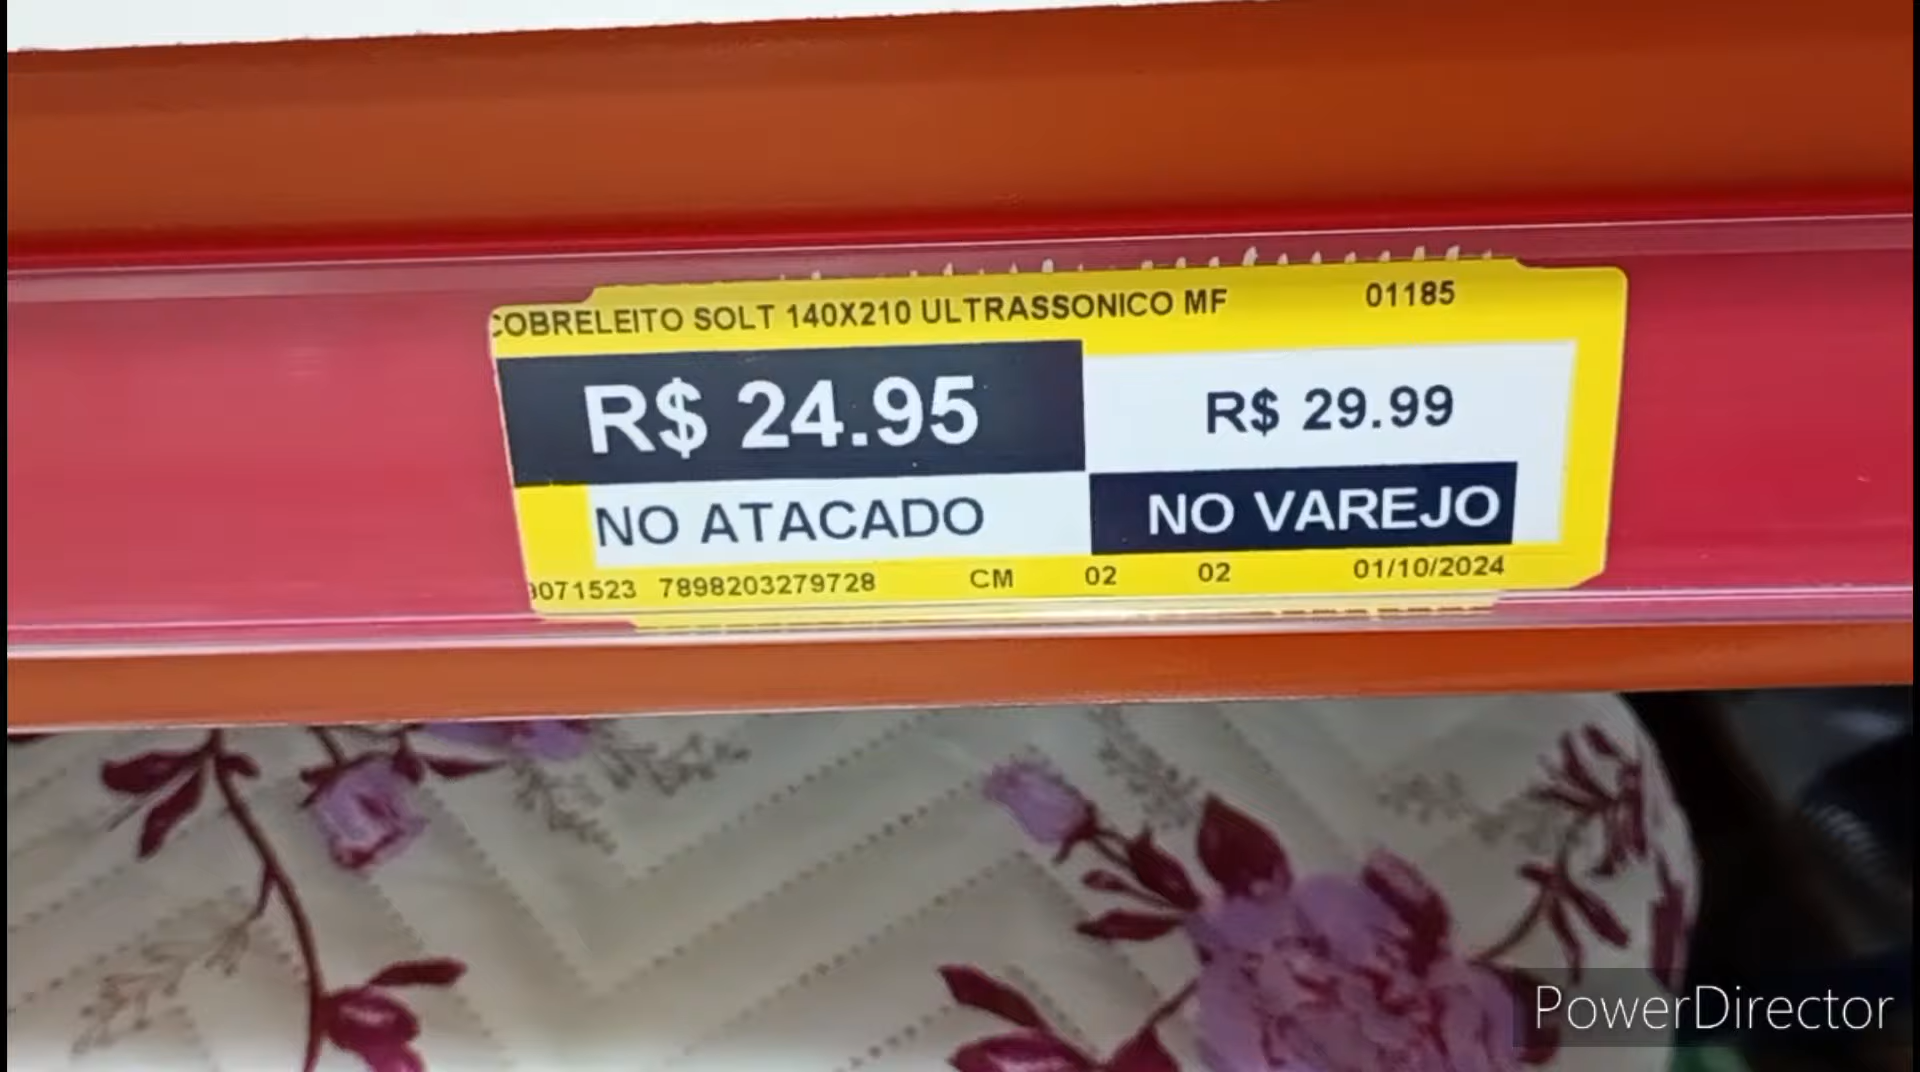 COBRELEITO SOLT 140X210 ULTRASSONICO MF 01185
R$ 24.95 R$ 29.99
NO ATACADO NO VAREJO
071523 7898203279728 CM 02 02 01/10/2024
PowerDirector